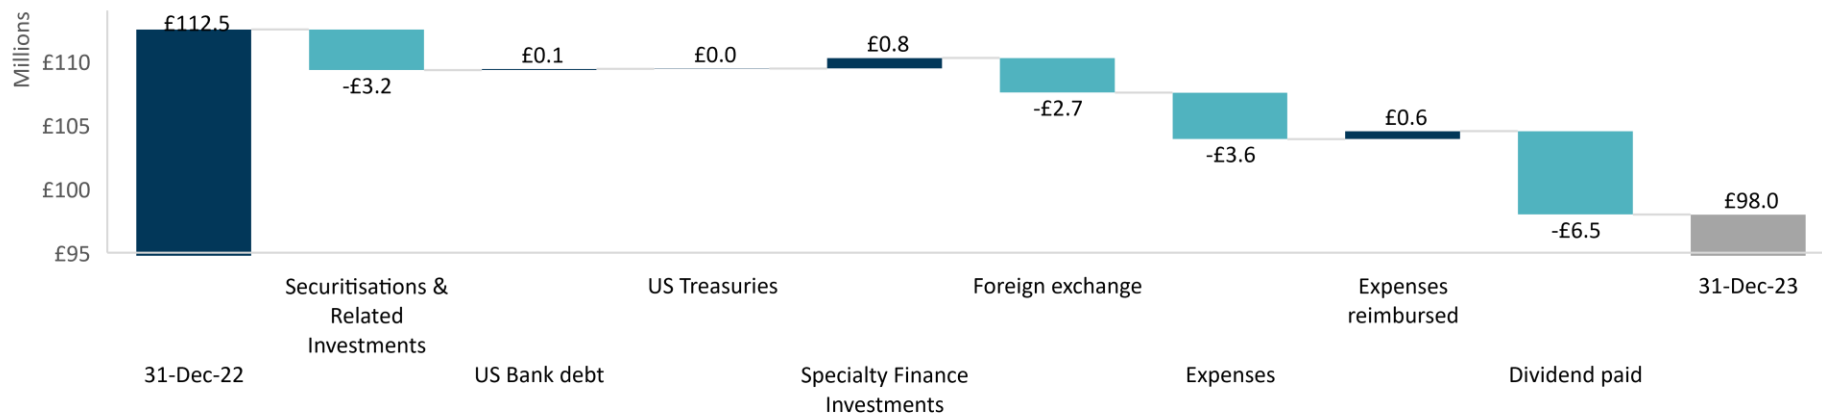 Millions
£110
£105
£100
£95
£112.5
-£3.2
£0.1
£0.0
£0.8
-£2.7
-£3.6
£0.6
-£6.5
£98.0
31-Dec-22
Securitisations &
Related
Investments
US Bank debt
US Treasuries
Specialty Finance
Investments
Foreign exchange
Expenses
Expenses
reimbursed
Dividend paid
31-Dec-23